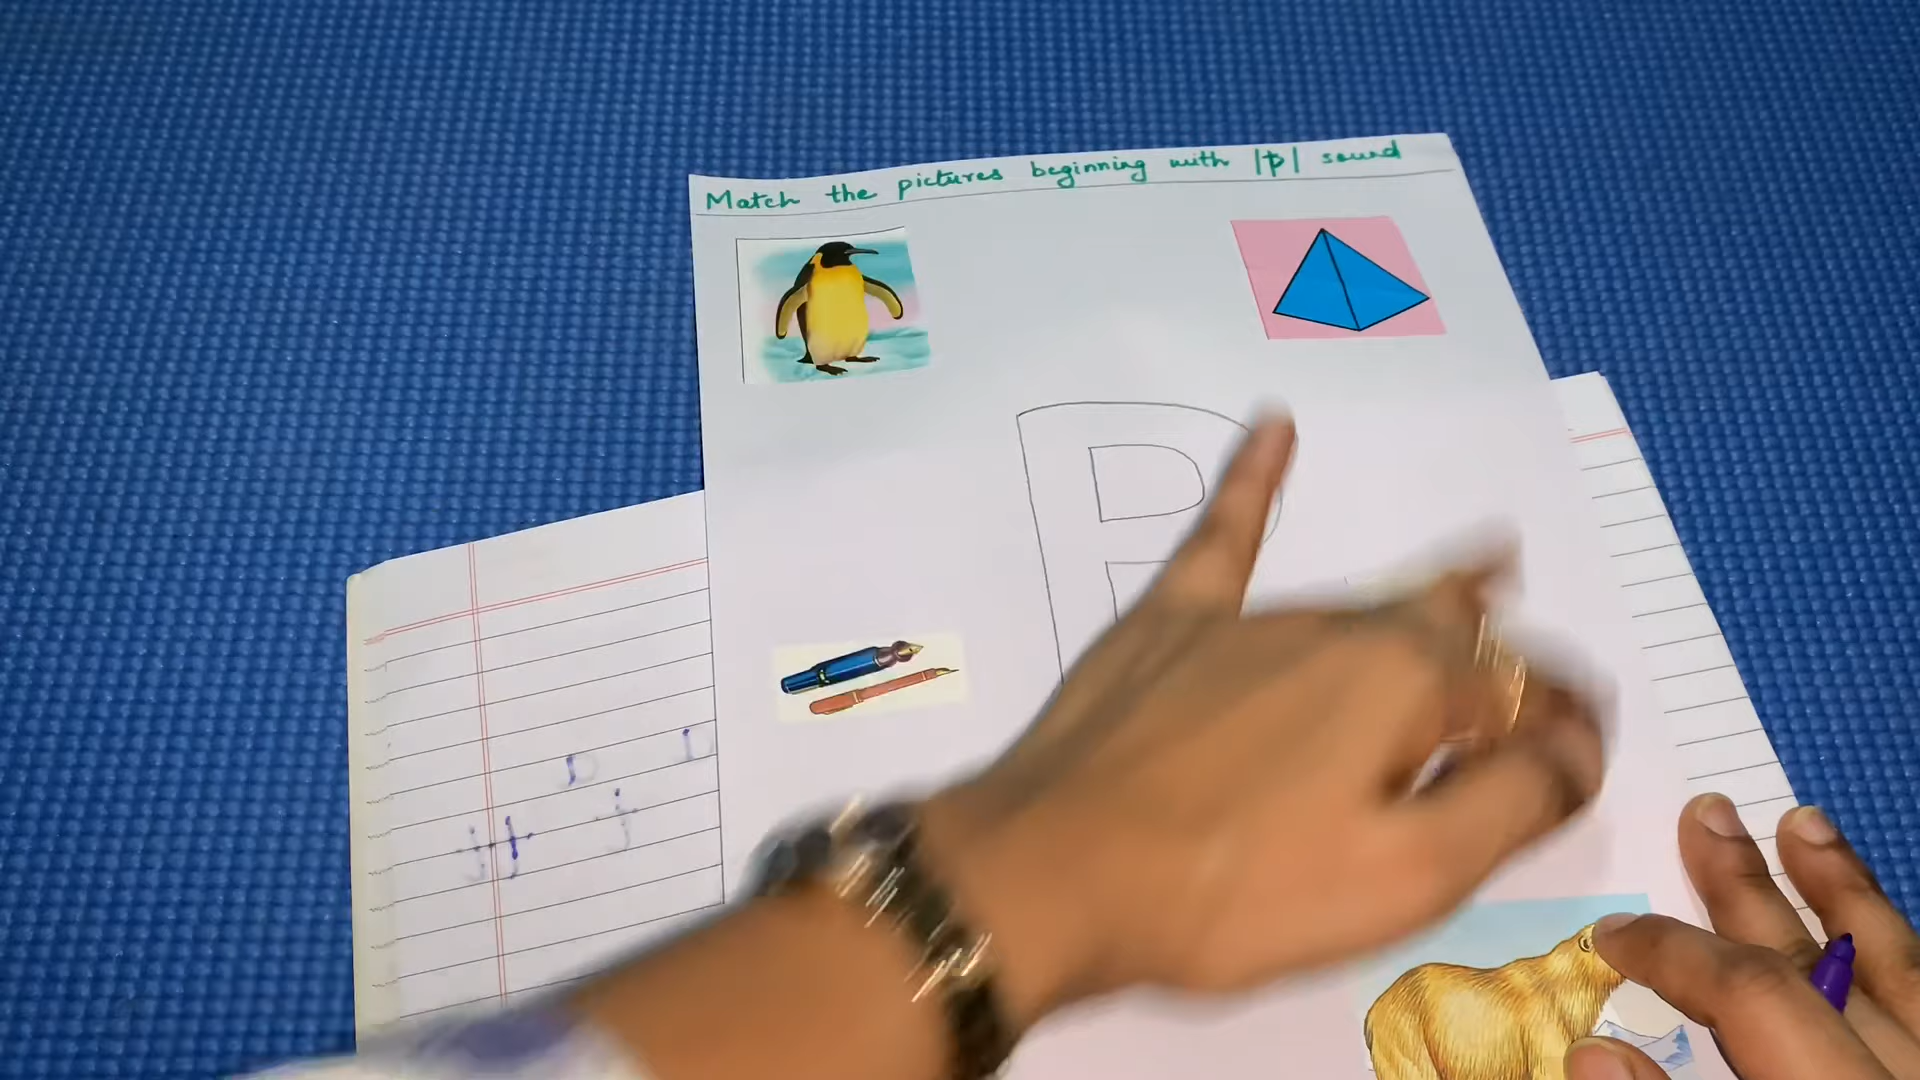 Match the pictures beginning with |p| sound
P